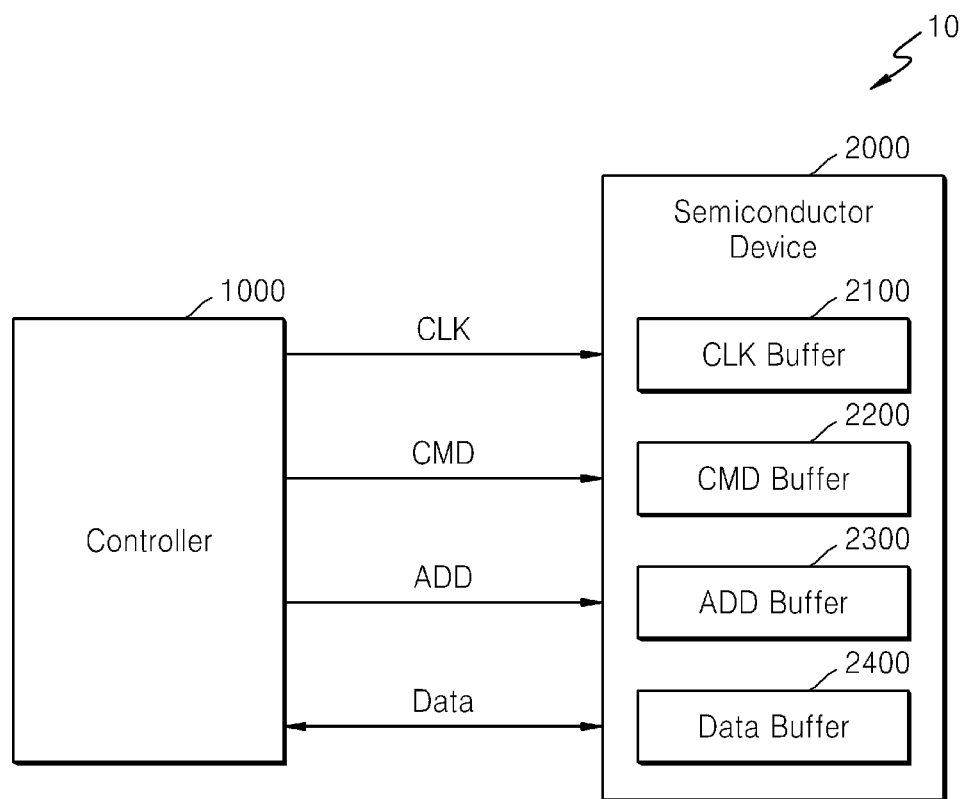 10
2000
Semiconductor
Device
1000
2100
CLK
CLK Buffer
2200
CMD
CMD Buffer
Controller
2300
ADD
ADD Buffer
2400
Data
Data Buffer